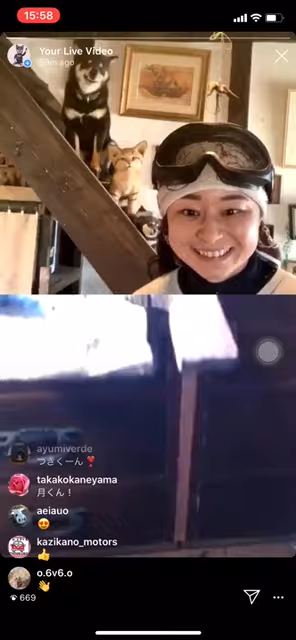 15:58
Your Live Video
ayumiverde
つきくーん❣️
takakokaneyama
月くん！
aeiauo
😍
kazikano_motors
👍
o.6v6.o
👋
669